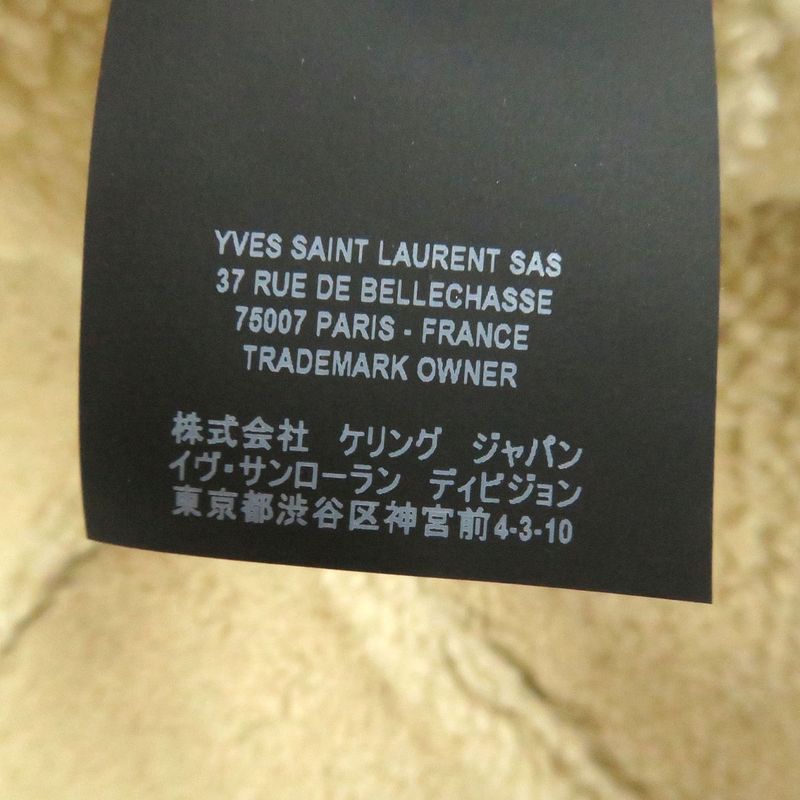 YVES SAINT LAURENT SAS
37 RUE DE BELLECHASSE
75007 PARIS - FRANCE
TRADEMARK OWNER
株式会社 ケリング ジャパン
イヴ・サンローラン ディビジョン
東京都渋谷区神宮前4-3-10